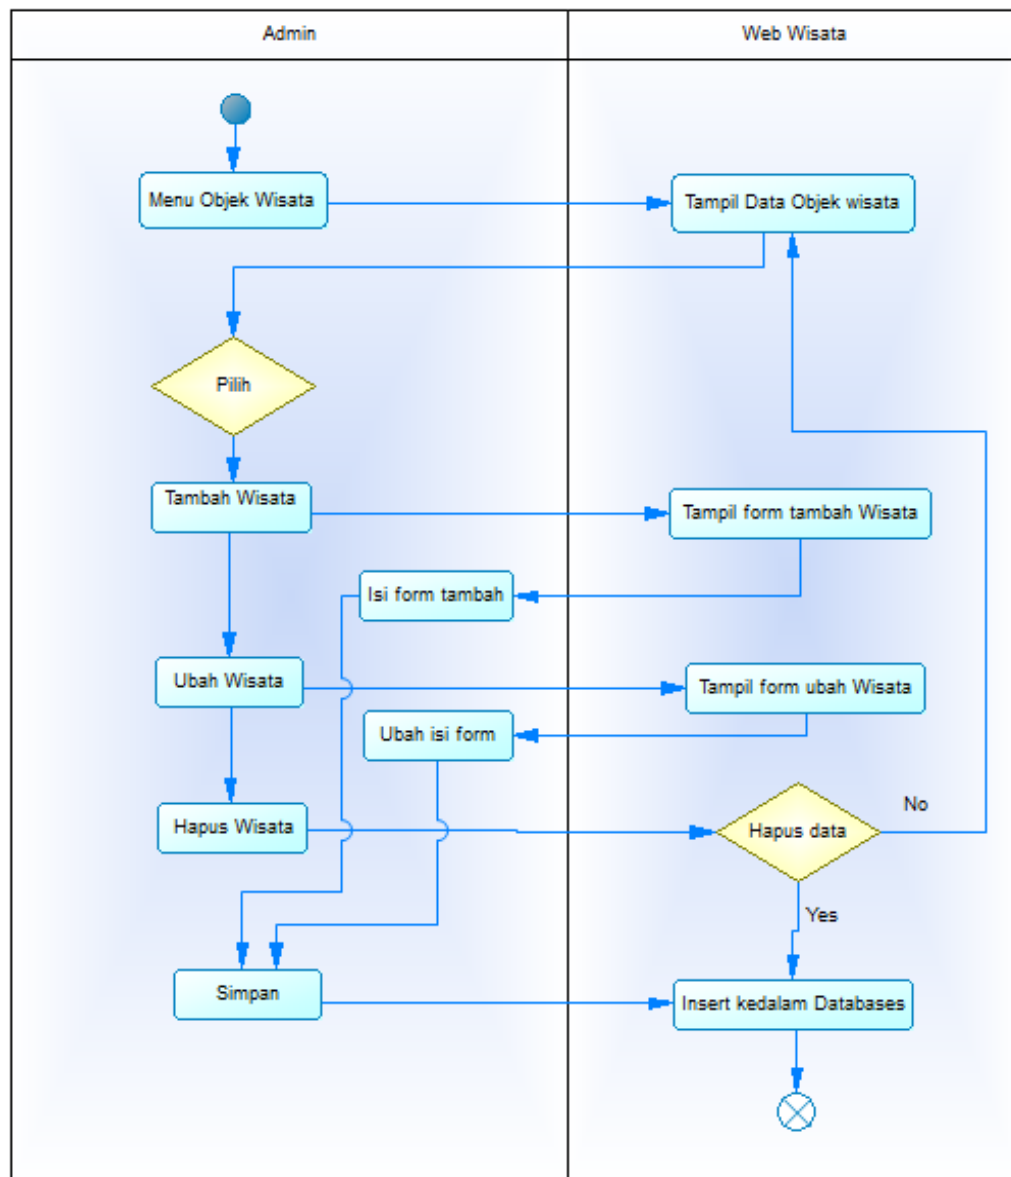 Admin
Web Wisata
Menu Objek Wisata
Tampil Data Objek wisata
Pilih
Tambah Wisata
Tampil form tambah Wisata
Isi form tambah
Ubah Wisata
Tampil form ubah Wisata
Ubah isi form
Hapus Wisata
Hapus data
No
Yes
Simpan
Insert kedalam Databases